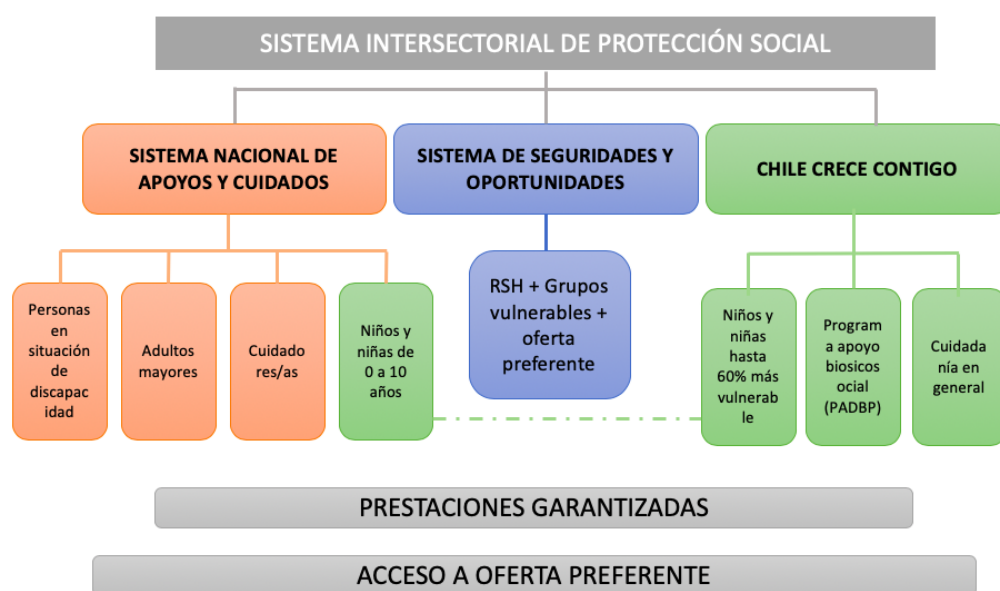 SISTEMA INTERSECTORIAL DE PROTECCIÓN SOCIAL
SISTEMA NACIONAL DE
APOYOS Y CUIDADOS
SISTEMA DE SEGURIDADES Y
OPORTUNIDADES
CHILE CRECE CONTIGO
Personas
en
situación
de
discapac
idad
Adultos
mayores
Cuidado
res/as
Niños y
niñas de
0 a 10
años
RSH + Grupos
vulnerables +
oferta
preferente
Niños y
niñas
hasta
60% más
vulnerab
le
Program
a apoyo
biosicos
ocial
(PADBP)
Cuidada
nía en
general
PRESTACIONES GARANTIZADAS
ACCESO A OFERTA PREFERENTE